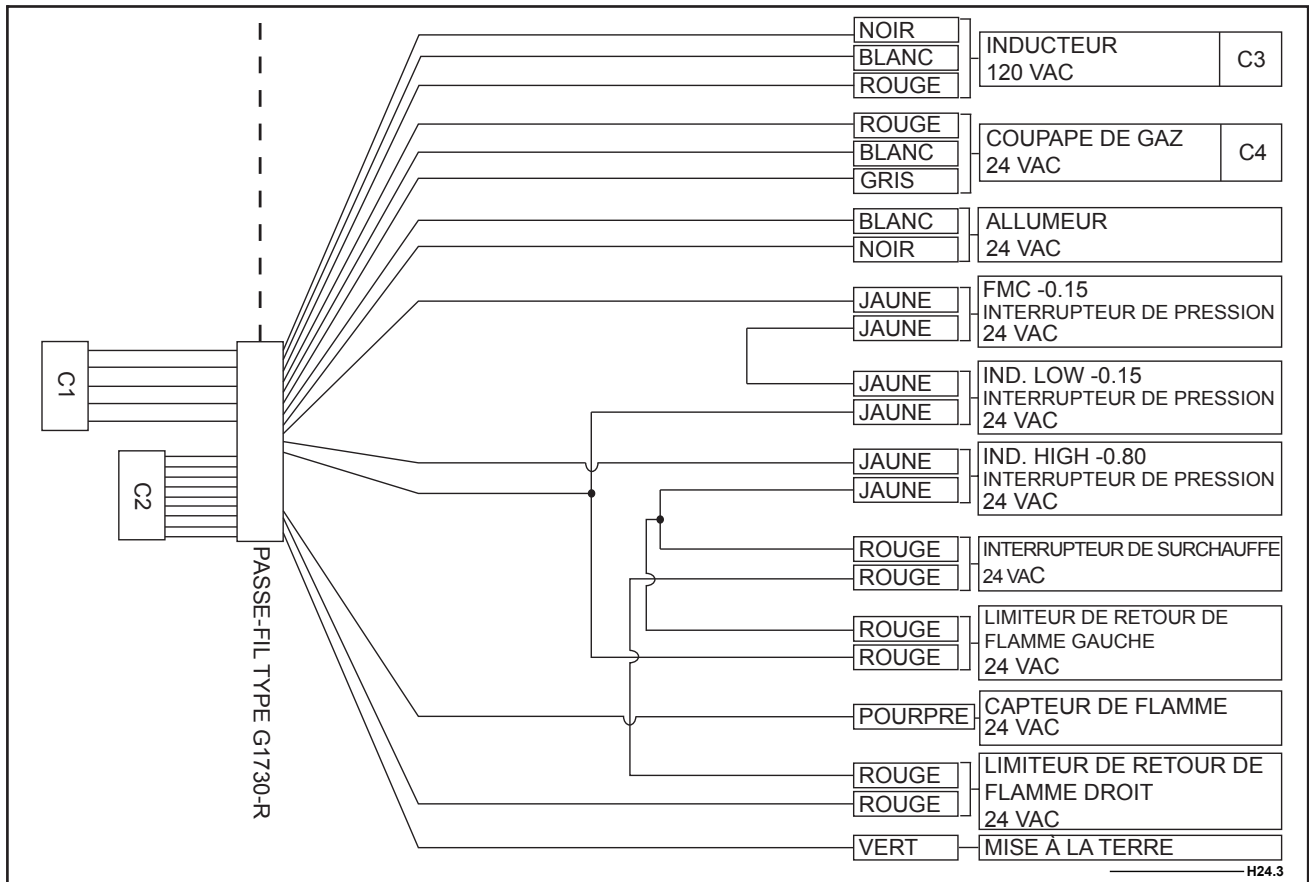 NOIR
BLANC
ROUGE
INDUCTEUR
120 VAC
C3
ROUGE
BLANC
GRIS
COUPAPE DE GAZ
24 VAC
C4
BLANC
NOIR
ALLUMEUR
24 VAC
JAUNE
JAUNE
FMC -0.15
INTERRUPTEUR DE PRESSION
24 VAC
JAUNE
JAUNE
IND. LOW -0.15
INTERRUPTEUR DE PRESSION
24 VAC
JAUNE
JAUNE
IND. HIGH -0.80
INTERRUPTEUR DE PRESSION
24 VAC
ROUGE
ROUGE
INTERRUPTEUR DE SURCHAUFFE
24 VAC
ROUGE
ROUGE
LIMITEUR DE RETOUR DE
FLAMME GAUCHE
24 VAC
POURPRE
CAPTEUR DE FLAMME
24 VAC
ROUGE
ROUGE
LIMITEUR DE RETOUR DE
FLAMME DROIT
24 VAC
VERT
MISE À LA TERRE
C1
C2
PASSE-FIL TYPE G1730-R
H24.3